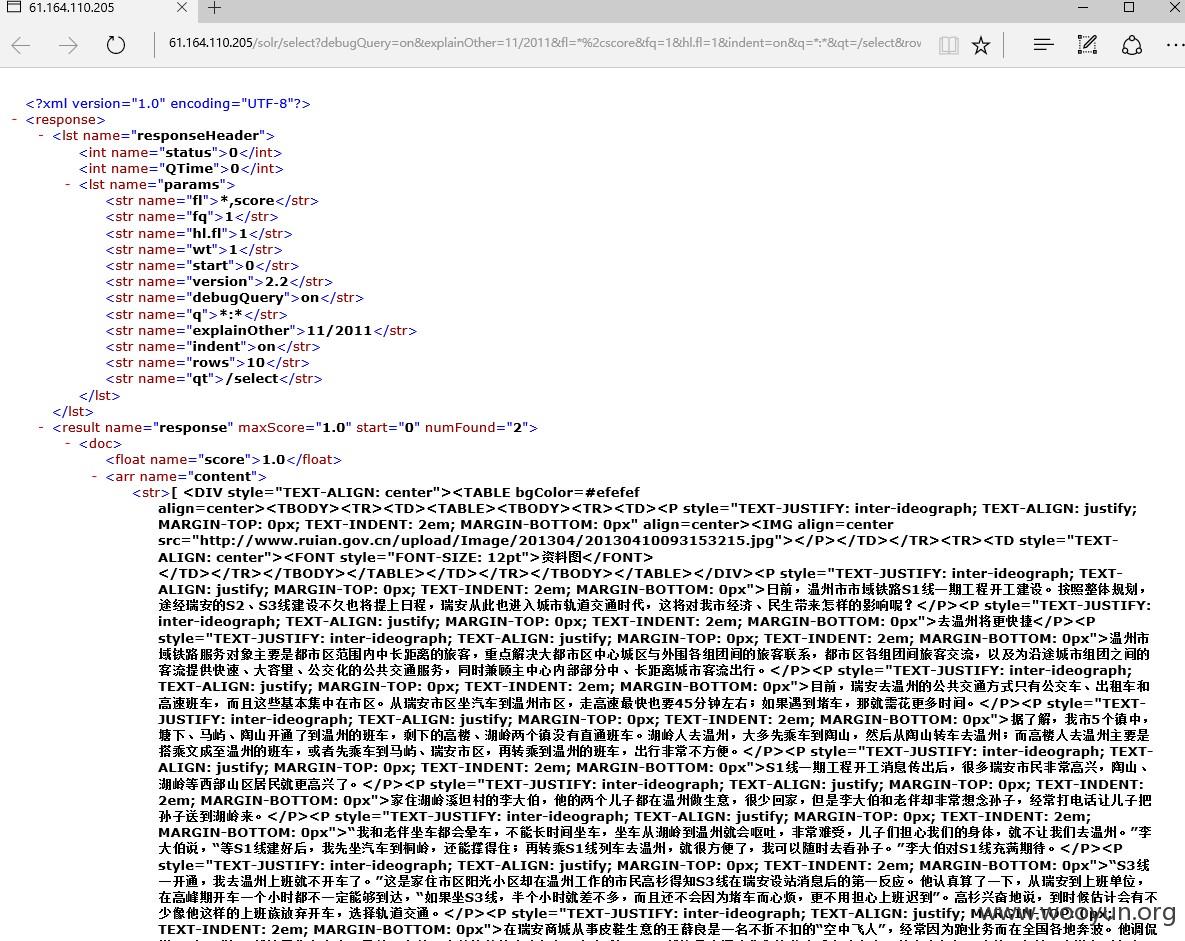 61.164.110.205
61.164.110.205/solr/select?debugQuery=on&explainOther=11/2011&fl=*%2cscore&fq=1&hl.fl=1&indent=on&q=*:*&qt=/select&row
<?xml version="1.0" encoding="UTF-8"?>
- <response>
- <lst name="responseHeader">
<int name="status">0</int>
<int name="QTime">0</int>
- <lst name="params">
<str name="fl">*,score</str>
<str name="fq">1</str>
<str name="hl.fl">1</str>
<str name="wt">1</str>
<str name="start">0</str>
<str name="version">2.2</str>
<str name="debugQuery">on</str>
<str name="q">*:*</str>
<str name="explainOther">11/2011</str>
<str name="indent">on</str>
<str name="rows">10</str>
<str name="qt">/select</str>
</lst>
</lst>
- <result name="response" maxScore="1.0" start="0" numFound="2">
- <doc>
<float name="score">1.0</float>
- <arr name="content">
<str>[ <DIV style="TEXT-ALIGN: center"><TABLE bgColor=#efefef
align=center><TBODY><TR><TD><TABLE><TBODY><TR><TD><P style="TEXT-JUSTIFY: inter-ideograph; TEXT-ALIGN: justify;
MARGIN-TOP: 0px; TEXT-INDENT: 2em; MARGIN-BOTTOM: 0px" align=center><IMG align=center
src="http://www.ruian.gov.cn/upload/Image/201304/20130410093153215.jpg"></P></TD></TR><TR><TD style="TEXT-
ALIGN: center"><FONT style="FONT-SIZE: 12pt">资料图</FONT>
</TD></TR></TBODY></TABLE></TD></TR></TBODY></TABLE></DIV><P style="TEXT-JUSTIFY: inter-ideograph; TEXT-
ALIGN: justify; MARGIN-TOP: 0px; TEXT-INDENT: 2em; MARGIN-BOTTOM: 0px">日前，温州市市域铁路S1线一期工程开工建设。按照整体规划，
途经瑞安的S2、S3线建设不久也将提上日程，瑞安从此也进入城市轨道交通时代，这将对我市经济、民生带来怎样的影响呢？</P><P style="TEXT-JUSTIFY:
inter-ideograph; TEXT-ALIGN: justify; MARGIN-TOP: 0px; TEXT-INDENT: 2em; MARGIN-BOTTOM: 0px">去温州将更快捷</P><P
style="TEXT-JUSTIFY: inter-ideograph; TEXT-ALIGN: justify; MARGIN-TOP: 0px; TEXT-INDENT: 2em; MARGIN-BOTTOM: 0px">温州市
域铁路服务对象主要是都市区范围内中长距离的旅客，重点解决大都市区中心城区与外围各组团间的旅客联系，都市区各组团间旅客交流，以及为沿途城市组团之间的
客流提供快速、大容量、公交化的公共交通服务，同时兼顾主中心内部部分中、长距离城市客流出行。</P><P style="TEXT-JUSTIFY: inter-ideograph;
TEXT-ALIGN: justify; MARGIN-TOP: 0px; TEXT-INDENT: 2em; MARGIN-BOTTOM: 0px">目前，瑞安去温州的公共交通方式只有公交车、出租车和
高速班车，而且这些基本集中在市区。从瑞安市区坐汽车到温州市区，走高速最快也要45分钟左右；如果遇到堵车，那就需花更多时间。</P><P style="TEXT-
JUSTIFY: inter-ideograph; TEXT-ALIGN: justify; MARGIN-TOP: 0px; TEXT-INDENT: 2em; MARGIN-BOTTOM: 0px">据了解，我市5个镇中，
塘下、马屿、陶山开通了到温州的班车，剩下的高楼、湖岭两个镇没有直通班车。湖岭人去温州，大多先乘车到陶山，然后从陶山转车去温州；而高楼人去温州主要是
搭乘文成至温州的班车，或者先乘车到马屿、瑞安市区，再转乘到温州的班车，出行非常不方便。</P><P style="TEXT-JUSTIFY: inter-ideograph; TEXT-
ALIGN: justify; MARGIN-TOP: 0px; TEXT-INDENT: 2em; MARGIN-BOTTOM: 0px">S1线一期工程开工消息传出后，很多瑞安市民非常高兴，陶山、
湖岭等西部山区居民就更高兴了。</P><P style="TEXT-JUSTIFY: inter-ideograph; TEXT-ALIGN: justify; MARGIN-TOP: 0px; TEXT-INDENT:
2em; MARGIN-BOTTOM: 0px">家住湖岭溪坦村的李大伯，他的两个儿子都在温州做生意，很少回家，但是李大伯和老伴却非常想念孙子，经常打电话让儿子把
孙子送到湖岭来。</P><P style="TEXT-JUSTIFY: inter-ideograph; TEXT-ALIGN: justify; MARGIN-TOP: 0px; TEXT-INDENT: 2em;
MARGIN-BOTTOM: 0px">“我和老伴坐车都会晕车，不能长时间坐车，坐车从湖岭到温州就会呕吐，非常难受，儿子们担心我们的身体，就不让我们去温州。”李
大伯说，“等S1线建好后，我先坐汽车到桐岭，还能撑得住；再转乘S1线列车去温州，就很方便了，我可以随时去看孙子。”李大伯对S1线充满期待。</P><P
style="TEXT-JUSTIFY: inter-ideograph; TEXT-ALIGN: justify; MARGIN-TOP: 0px; TEXT-INDENT: 2em; MARGIN-BOTTOM: 0px">“S3线
一开通，我去温州上班就不开车了。”这是家住市区阳光小区却在温州工作的市民高杉得知S3线在瑞安设站消息后的第一反应。他认真算了一下，从瑞安到上班单位，
在高峰期开车一个小时都不一定能够到达，“如果坐S3线，半个小时就差不多，而且还不会因为堵车而心烦，更不用担心上班迟到”。高杉兴奋地说，到时候估计会有不
少像他这样的上班族放弃开车，选择轨道交通。</P><P style="TEXT-JUSTIFY: inter-ideograph; TEXT-ALIGN: justify; MARGIN-TOP: 0px;
TEXT-INDENT: 2em; MARGIN-BOTTOM: 0px">在瑞安商城从事皮鞋生意的王薛良是一名不折不扣的“空中飞人”，经常因为跑业务而在全国各地奔波。他调侃
www.wooyun.org